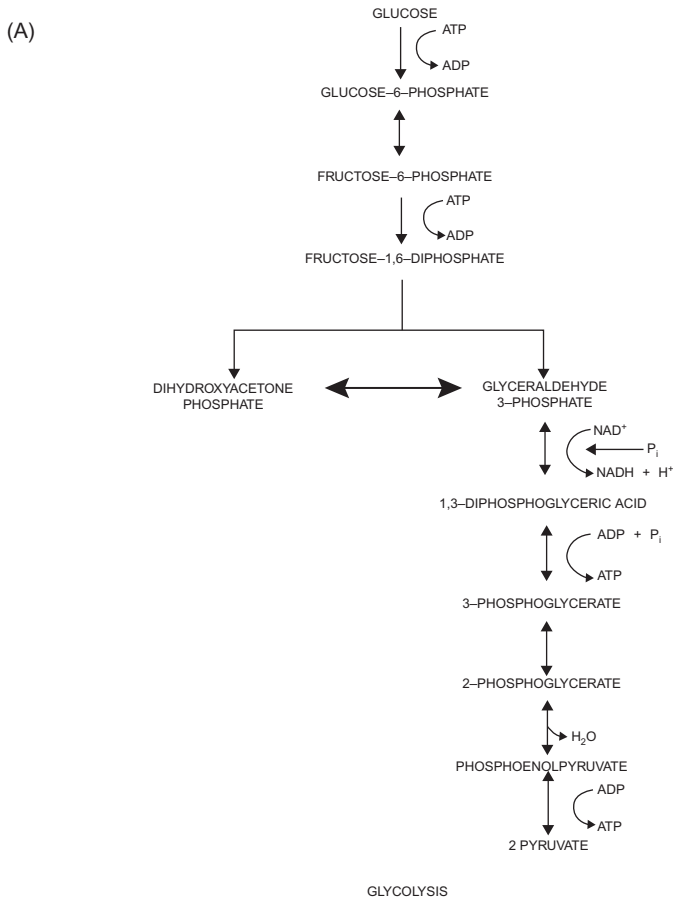 (A)
GLUCOSE
ATP
ADP
GLUCOSE–6–PHOSPHATE
FRUCTOSE–6–PHOSPHATE
ATP
ADP
FRUCTOSE–1,6–DIPHOSPHATE
DIHYDROXYACETONE
PHOSPHATE
GLYCERALDEHYDE
3–PHOSPHATE
NAD⁺
Pᵢ
NADH + H⁺
1,3–DIPHOSPHOGLYCERIC ACID
ADP + Pᵢ
ATP
3–PHOSPHOGLYCERATE
2–PHOSPHOGLYCERATE
H₂O
PHOSPHOENOLPYRUVATE
ADP
ATP
2 PYRUVATE
GLYCOLYSIS